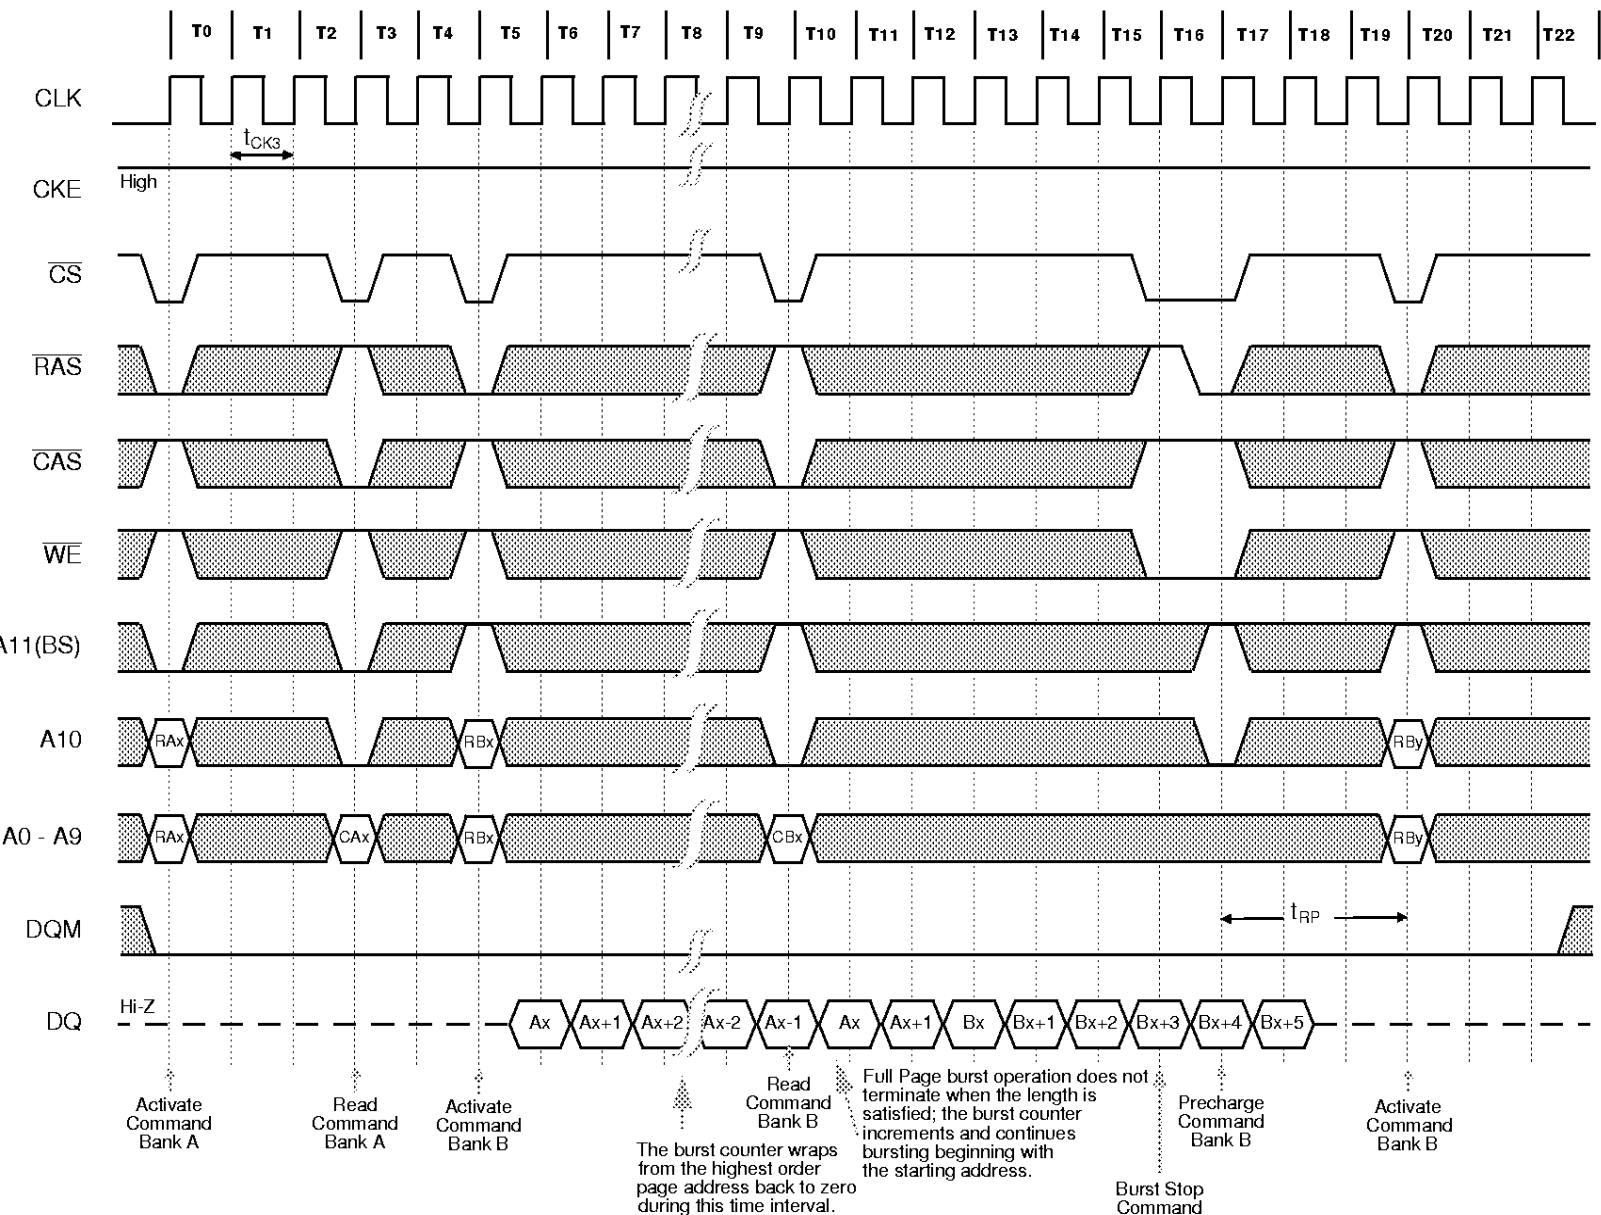 T0 T1 T2 T3 T4 T5 T6 T7 T8 T9 T10 T11 T12 T13 T14 T15 T16 T17 T18 T19 T20 T21 T22
CLK
tCK3
CKE
High
CS
RAS
CAS
WE
A11(BS)
A10
RAx RBx RBy
A0 - A9
RAx CAx RBx CBx RBy
DQM
tRP
DQ
Hi-Z
Ax Ax+1 Ax+2 Ax-2 Ax-1 Ax Ax+1 Bx Bx+1 Bx+2 Bx+3 Bx+4 Bx+5
Activate
Command
Bank A
Read
Command
Bank A
Activate
Command
Bank B
The burst counter wraps
from the highest order
page address back to zero
during this time interval.
Read
Command
Bank B
Full Page burst operation does not
terminate when the length is
satisfied; the burst counter
increments and continues
bursting beginning with
the starting address.
Burst Stop
Command
Precharge
Command
Bank B
Activate
Command
Bank B